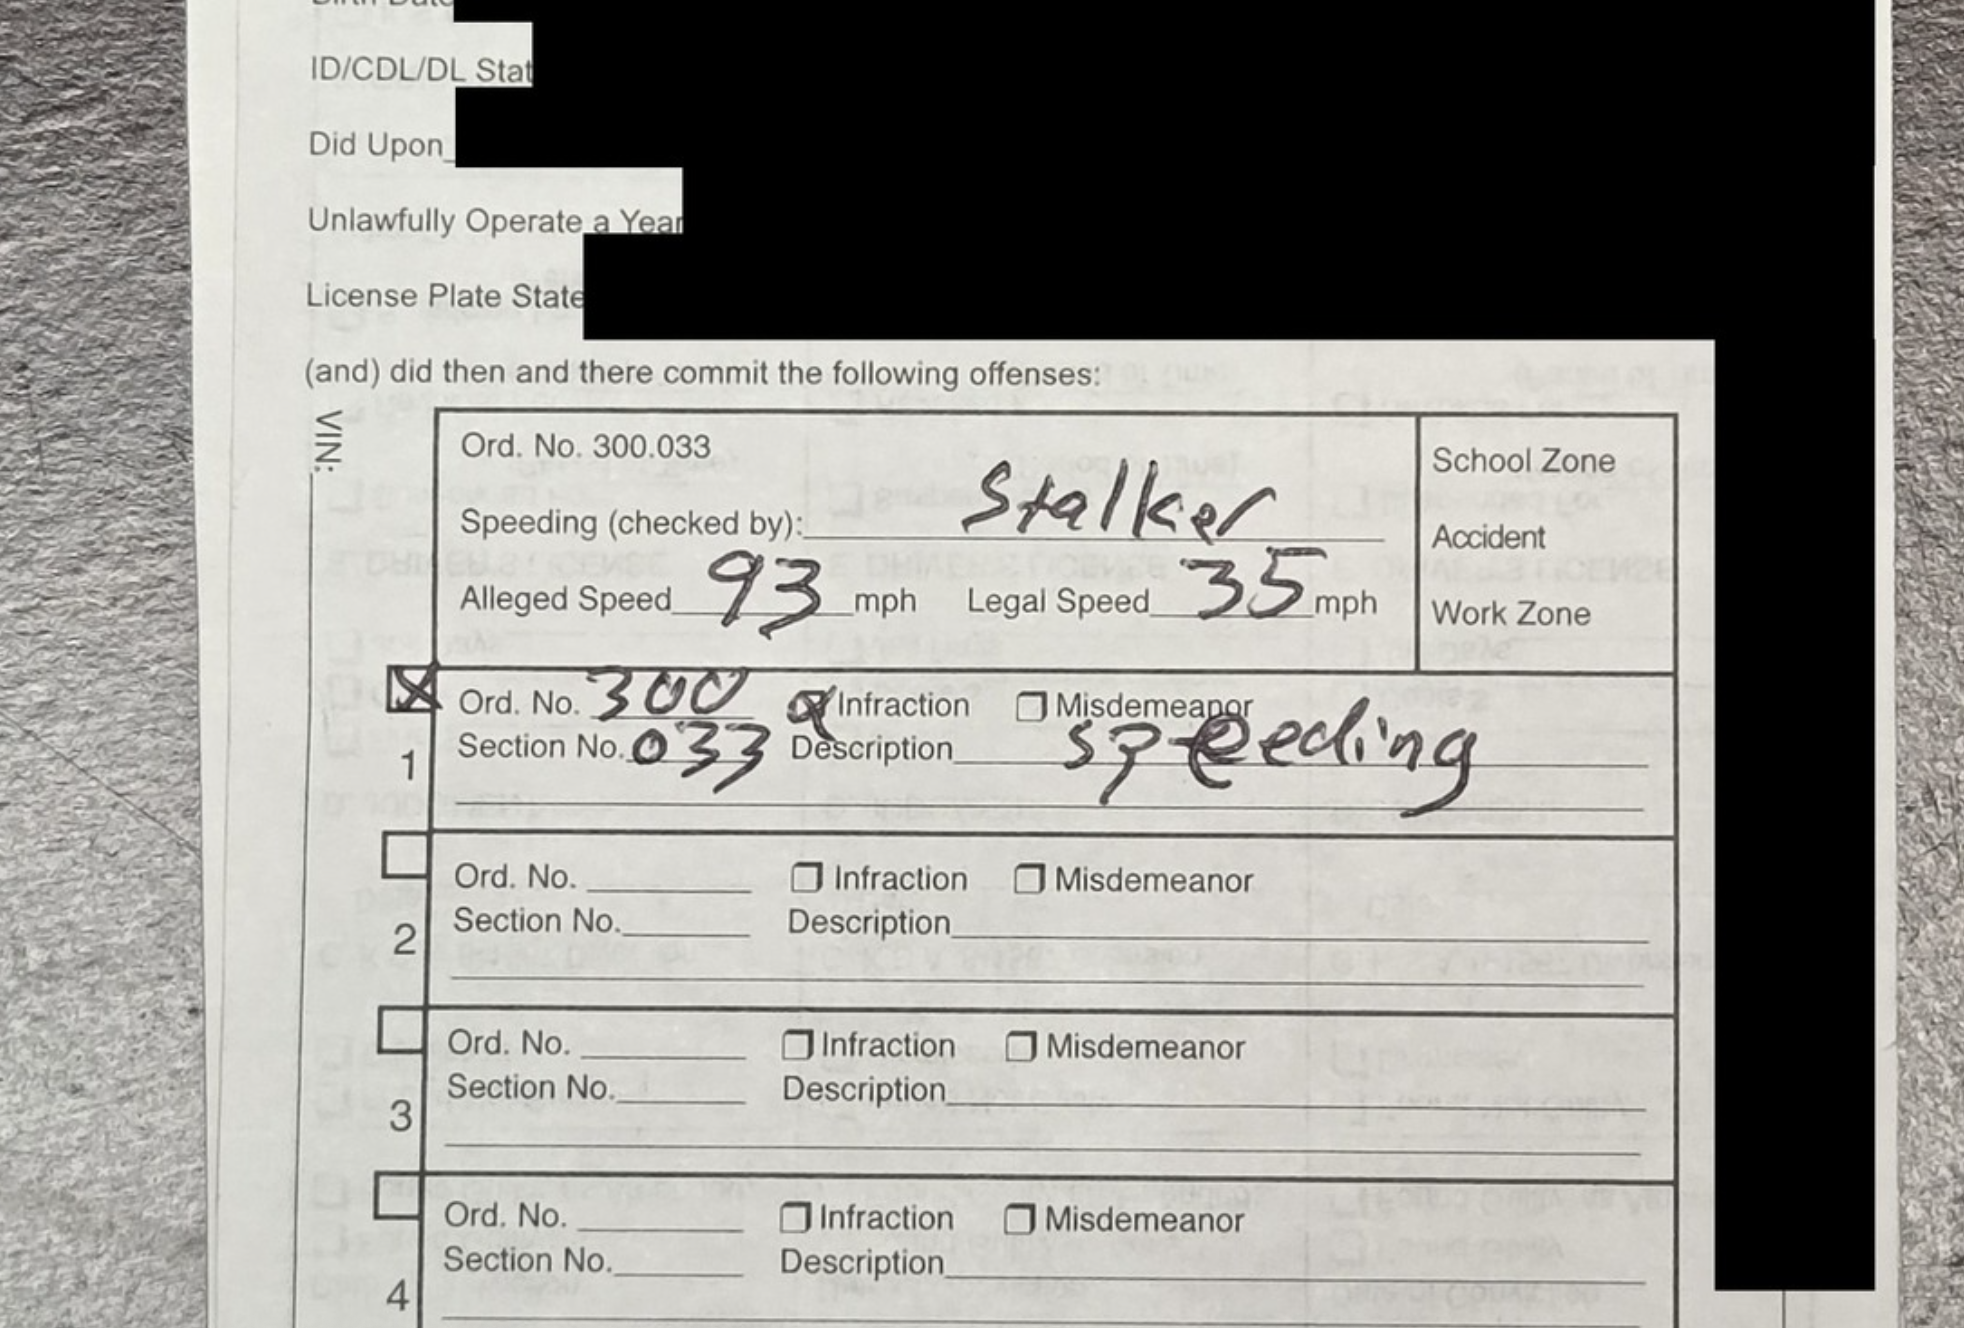 Birth Date
ID/CDL/DL Stat
Did Upon
Unlawfully Operate a Year
License Plate State
(and) did then and there commit the following offenses:
VIN:
Ord. No. 300.033
Speeding (checked by): Stalker
Alleged Speed 93 mph Legal Speed 35 mph
School Zone
Accident
Work Zone
1
Ord. No. 300 Infraction Misdemeanor
Section No. 033 Description speeding
2
Ord. No. Infraction Misdemeanor
Section No. Description
3
Ord. No. Infraction Misdemeanor
Section No. Description
4
Ord. No. Infraction Misdemeanor
Section No. Description